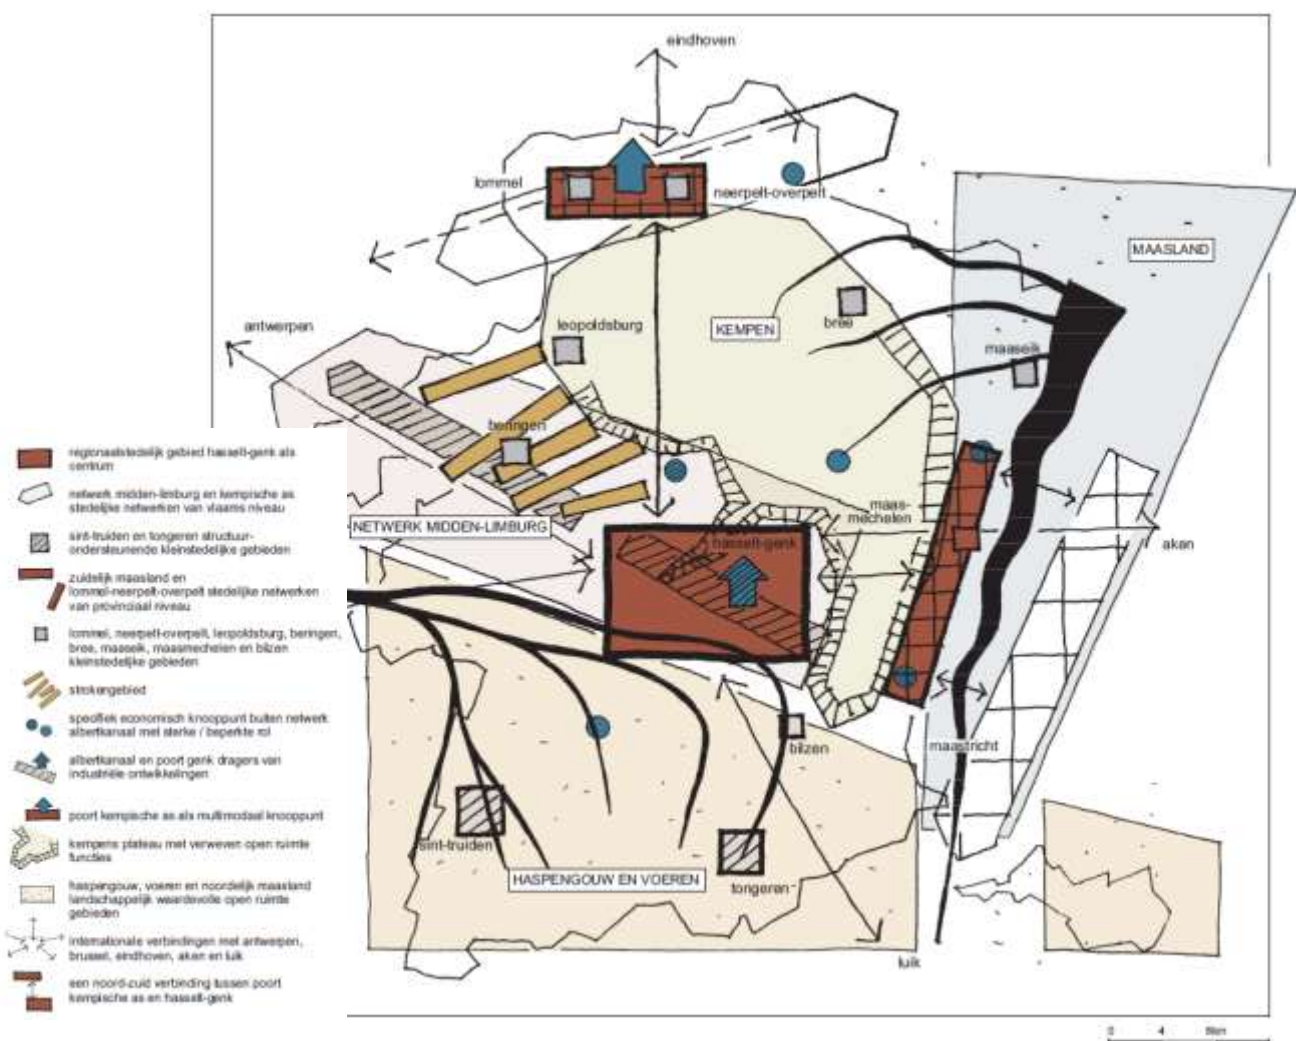 eindhoven
lommel
neerpelt-overpelt
MAASLAND
antwerpen
leopoldsburg
KEMPEN
bree
maaseik
beringen
maas-
mechelen
NETWERK MIDDEN-LIMBURG
hasselt-genk
aken
bilzen
maastricht
sint-truiden
HASPENGOUW EN VOEREN
tongeren
luik
regionaalstedelijk gebied hasselt-genk als
centrum
netwerk midden-limburg en kempische as
stedelijke netwerken van vlaams niveau
sint-truiden en tongeren structuur-
ondersteunende kleinstedelijke gebieden
zuidelijk maasland en
lommel-neerpelt-overpelt stedelijke netwerken
van provinciaal niveau
lommel, neerpelt-overpelt, leopoldsburg, beringen,
bree, maaseik, maasmechelen en bilzen
kleinstedelijke gebieden
strokengebied
specifiek economisch knooppunt buiten netwerk
albertkanaal met sterke / beperkte rol
albertkanaal en poort genk dragers van
industriële ontwikkelingen
poort kempische as als multimodaal knooppunt
kempens plateau met verweven open ruimte
functies
haspengouw, voeren en noordelijk maasland
landschappelijk waardevolle open ruimte
gebieden
internationale verbindingen met antwerpen,
brussel, eindhoven, aken en luik
een noord-zuid verbinding tussen poort
kempische as en hasselt-genk
0 4 8km